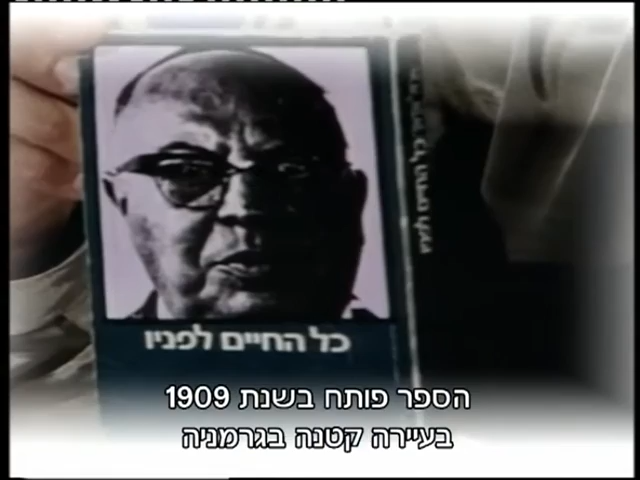 כל החיים לפניו
הספר פותח בשנת 1909
בעיירה קטנה בגרמניה